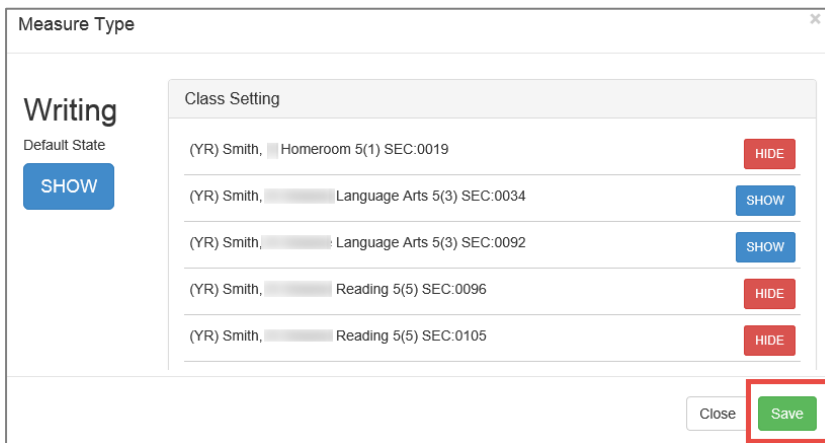 Measure Type
×
Writing
Default State
SHOW
Class Setting
(YR) Smith, Homeroom 5(1) SEC:0019
HIDE
(YR) Smith, Language Arts 5(3) SEC:0034
SHOW
(YR) Smith, Language Arts 5(3) SEC:0092
SHOW
(YR) Smith, Reading 5(5) SEC:0096
HIDE
(YR) Smith, Reading 5(5) SEC:0105
HIDE
Close
Save